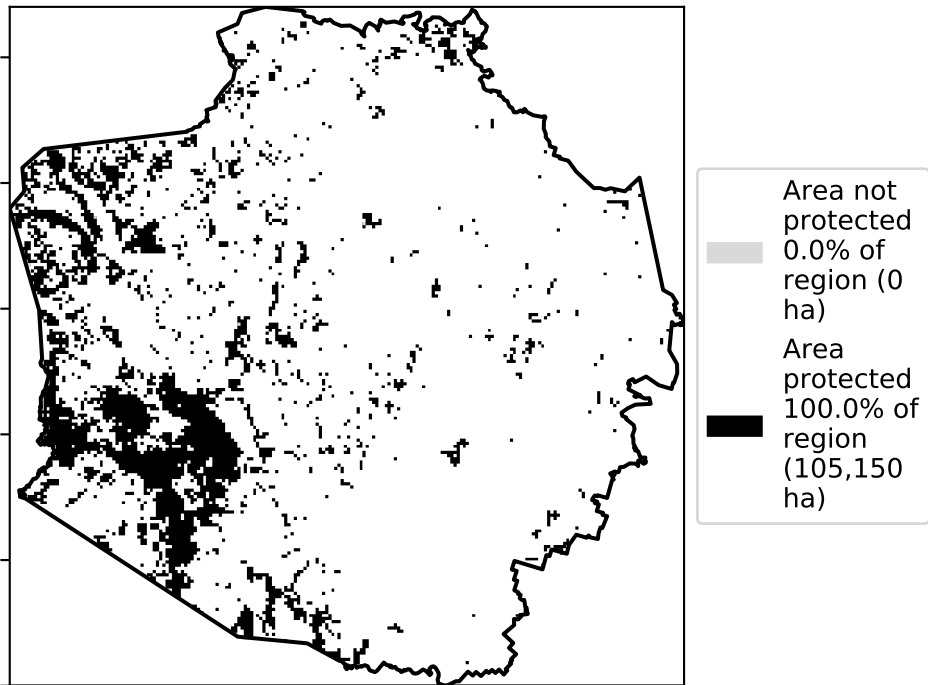 Area not
protected
0.0% of
region (0
ha)
Area
protected
100.0% of
region
(105,150
ha)